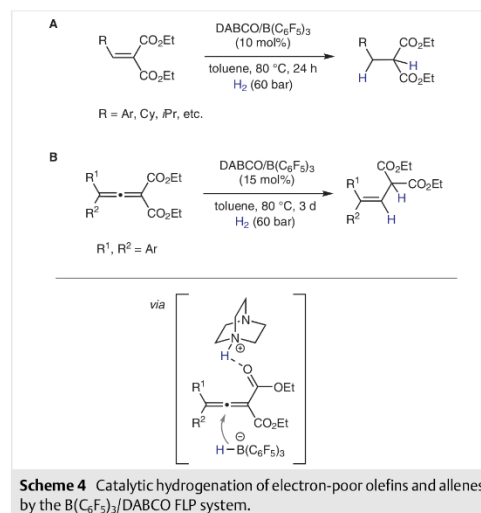 A
R
CO₂Et
CO₂Et
DABCO/B(C₆F₅)₃
(10 mol%)
toluene, 80 °C, 24 h
H₂ (60 bar)
R
CO₂Et
H
H
CO₂Et
R = Ar, Cy, iPr, etc.
B
R¹
R²
CO₂Et
CO₂Et
DABCO/B(C₆F₅)₃
(15 mol%)
toluene, 80 °C, 3 d
H₂ (60 bar)
CO₂Et
R¹
CO₂Et
H
R²
H
R¹, R² = Ar
via
N
N
H ⊕
O
R¹
OEt
R²
CO₂Et
⊖
H–B(C₆F₅)₃
Scheme 4 Catalytic hydrogenation of electron-poor olefins and allenes
by the B(C₆F₅)₃/DABCO FLP system.